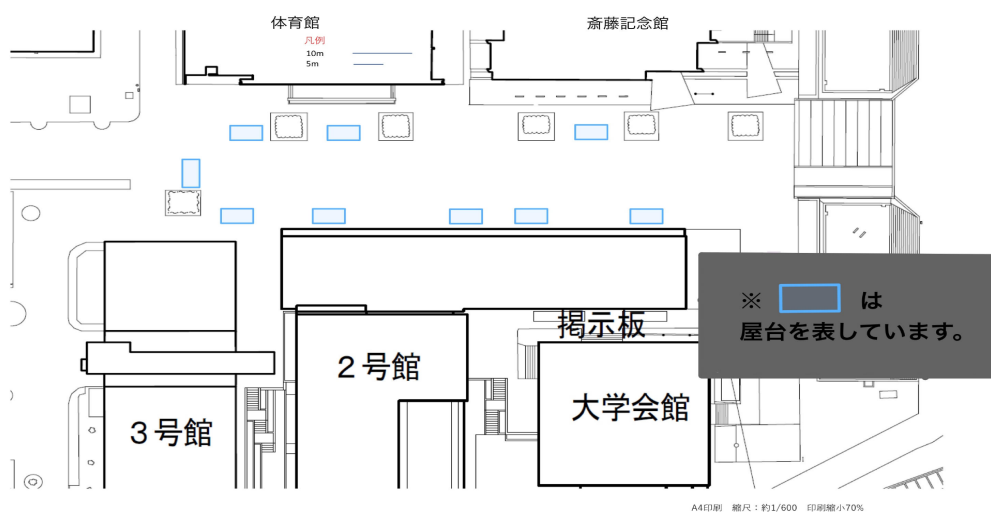 体育館
斎藤記念館
凡例
10m
5m
※ は
屋台を表しています。
掲示板
２号館
大学会館
３号館
A4印刷　縮尺：約1/600　印刷縮小70%